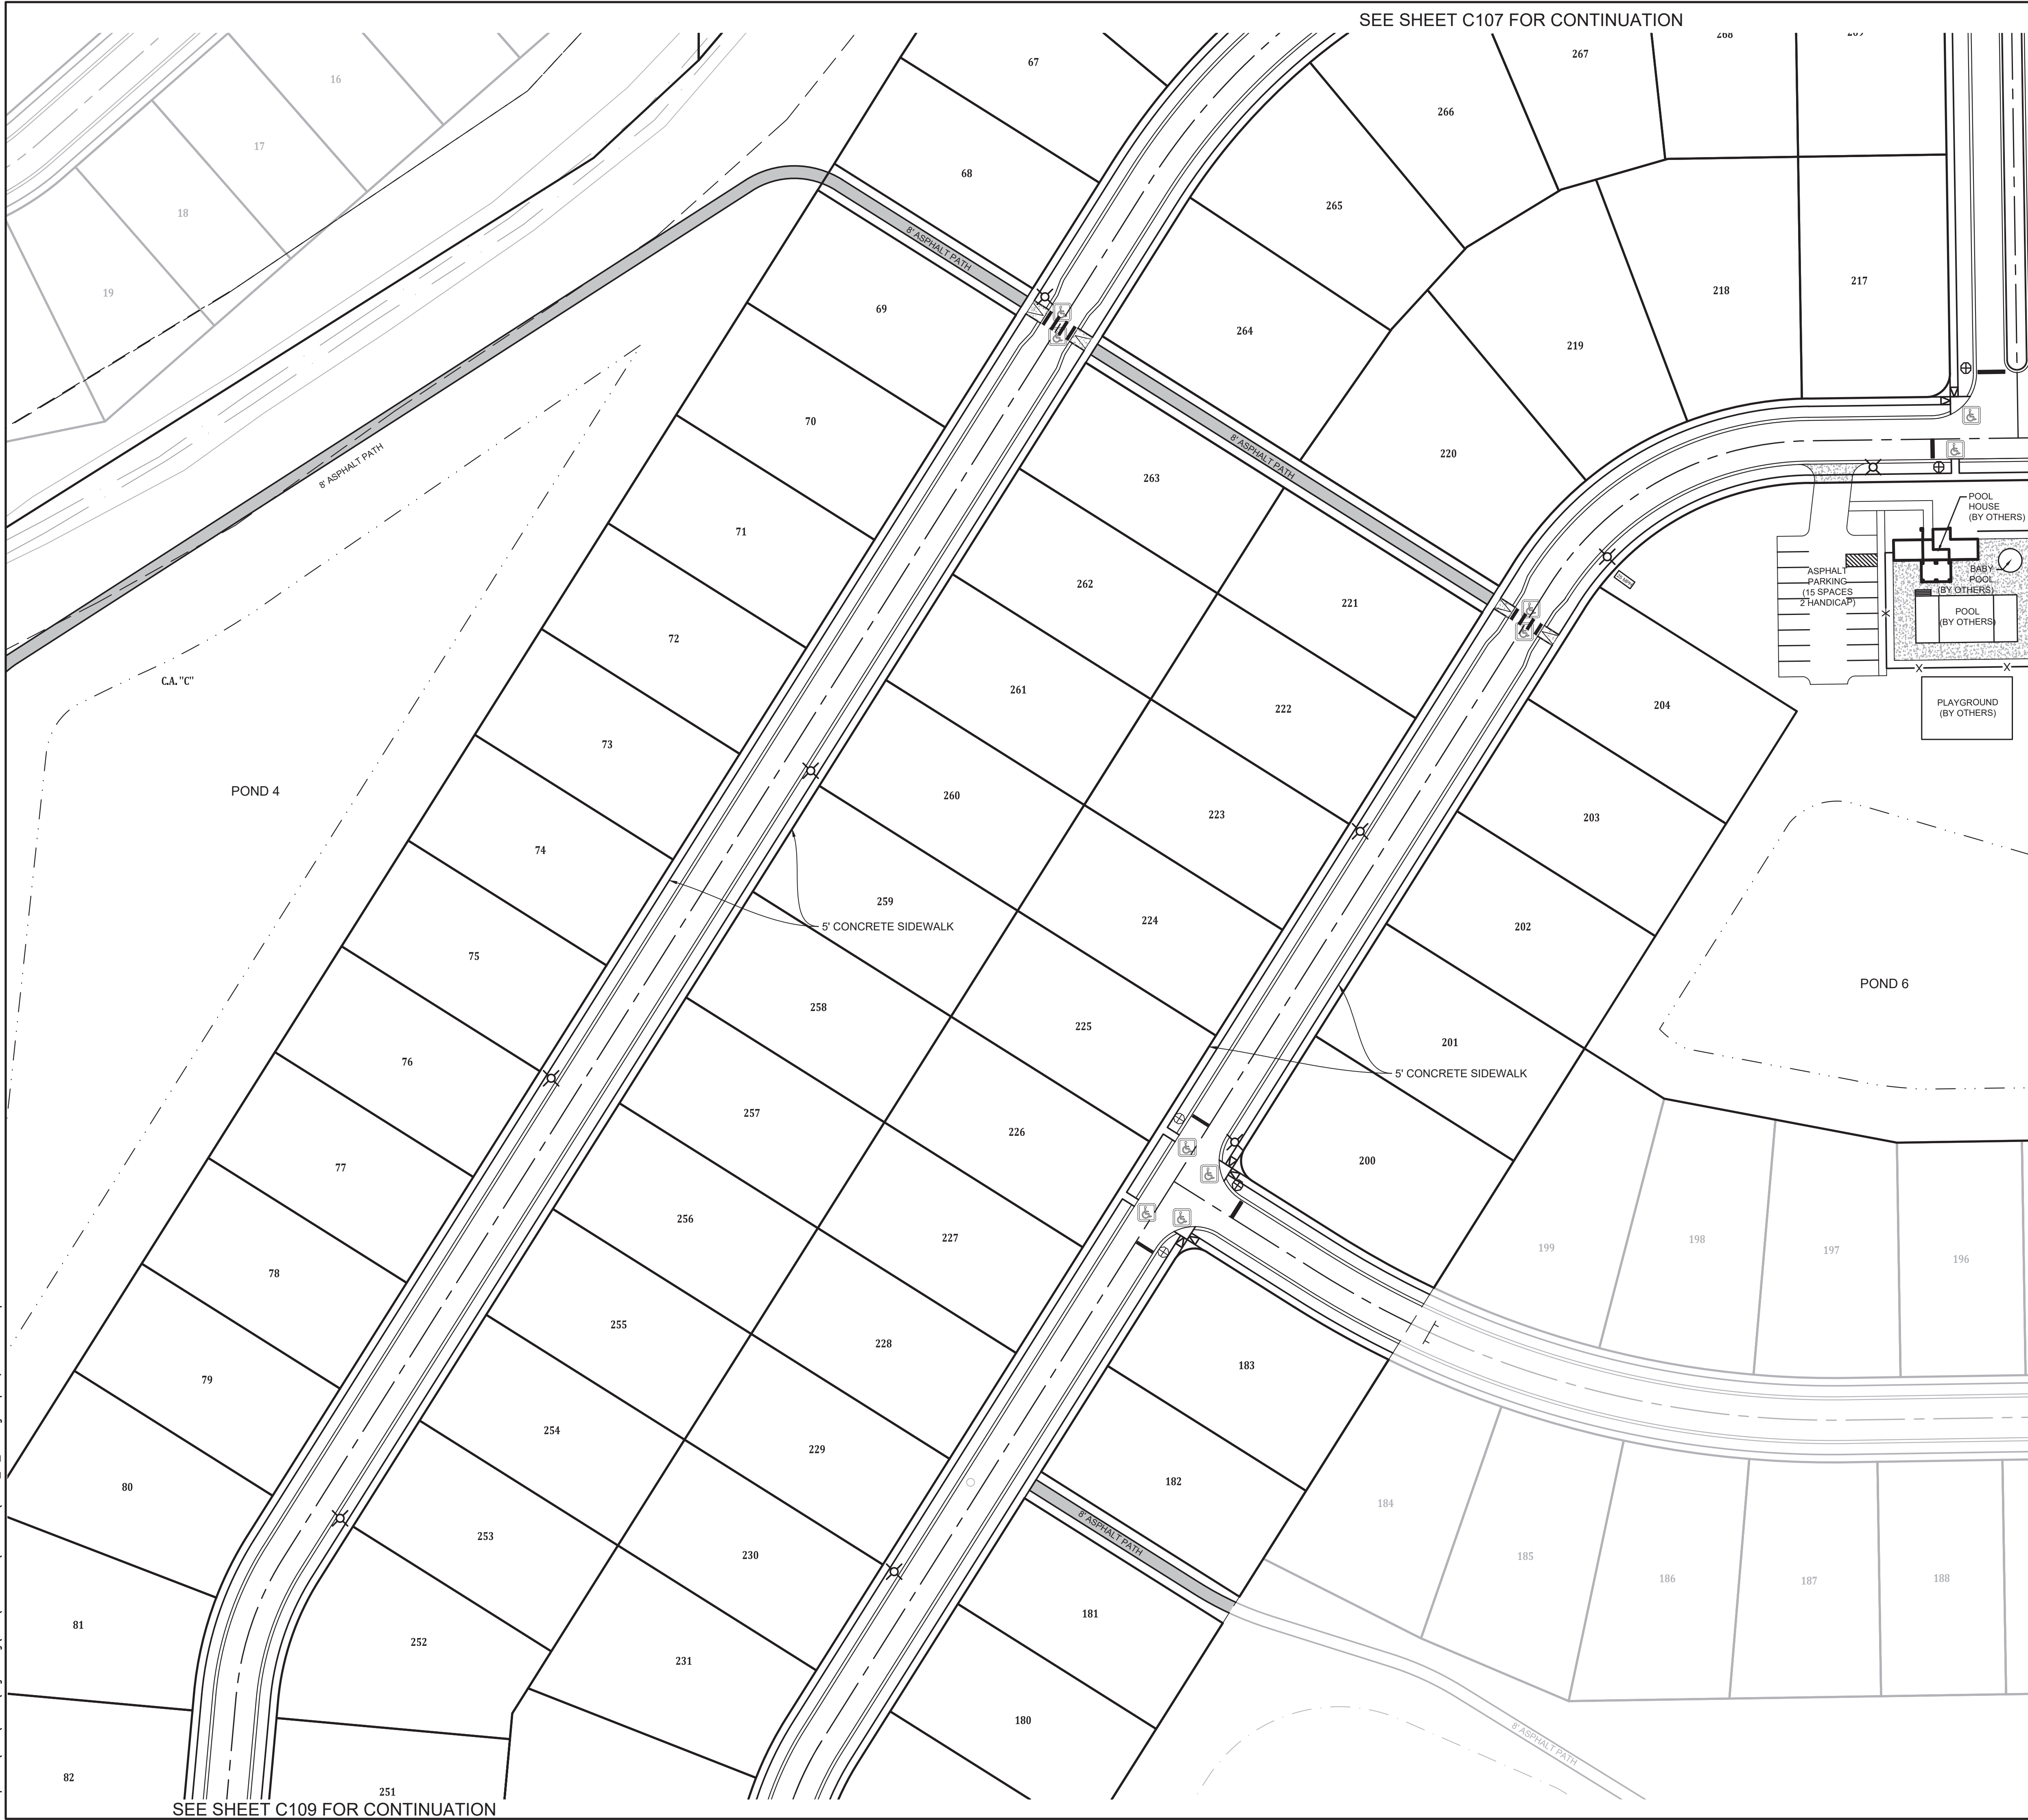 SEE SHEET C107 FOR CONTINUATION
268
267
67
16
266
17
68
265
18
8' ASPHALT PATH
217
218
19
69
264
219
70
8' ASPHALT PATH
220
8' ASPHALT PATH
263
POOL
HOUSE
(BY OTHERS)
71
ASPHALT
PARKING
(15 SPACES
2 HANDICAP)
BABY
POOL
(BY OTHERS)
POOL
(BY OTHERS)
262
221
72
C.A. "C"
261
222
204
PLAYGROUND
(BY OTHERS)
73
POND 4
260
223
203
74
259
224
202
5' CONCRETE SIDEWALK
75
POND 6
258
225
201
76
5' CONCRETE SIDEWALK
257
226
77
200
256
227
199
198
197
196
78
255
228
183
79
254
229
182
80
184
8' ASPHALT PATH
253
230
185
186
187
188
81
252
181
231
180
8' ASPHALT PATH
82
251
SEE SHEET C109 FOR CONTINUATION